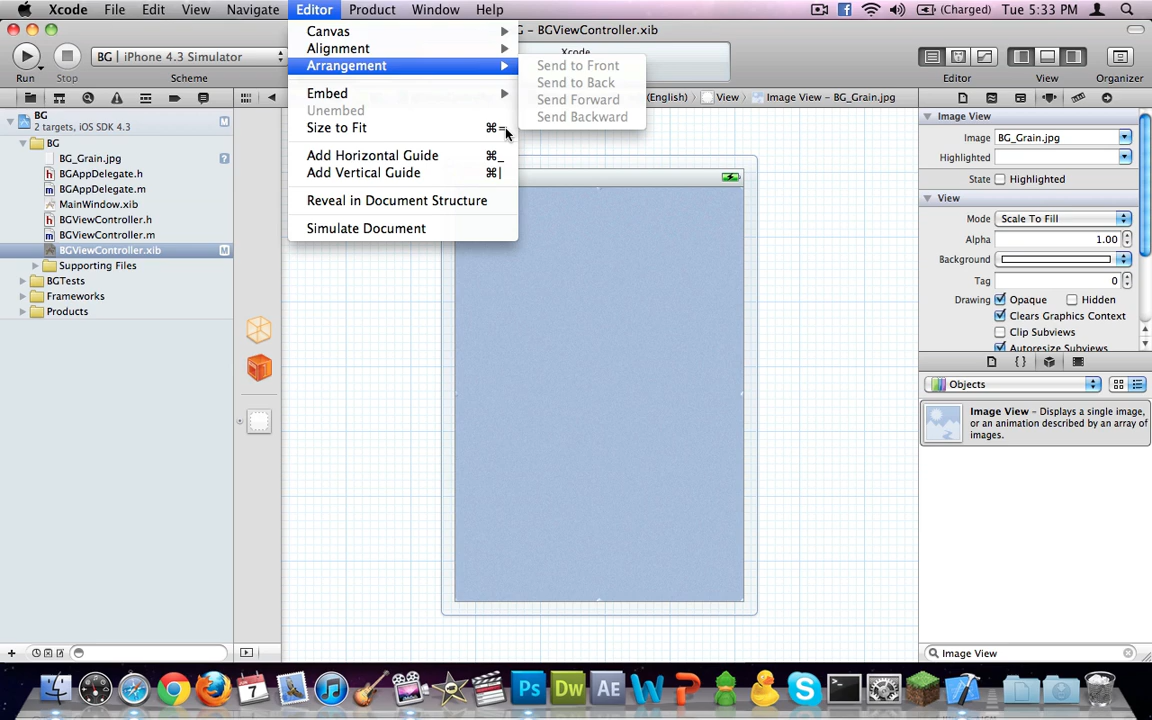 Xcode File Edit View Navigate Editor Product Window Help (Charged) Tue 5:33 PM
G - BGViewController.xib
Xcode
BG | iPhone 4.3 Simulator
Run Stop Scheme Editor View Organizer
Canvas
Alignment
Arrangement
Embed
Unembed
Size to Fit ⌘=
Add Horizontal Guide ⌘_
Add Vertical Guide ⌘|
Reveal in Document Structure
Simulate Document
Send to Front
Send to Back
Send Forward
Send Backward
(English) View Image View - BG_Grain.jpg
BG M
2 targets, iOS SDK 4.3
BG
BG_Grain.jpg ?
h BGAppDelegate.h
m BGAppDelegate.m
MainWindow.xib
h BGViewController.h
m BGViewController.m
BGViewController.xib M
Supporting Files
BGTests
Frameworks
Products
Image View
Image BG_Grain.jpg
Highlighted
State Highlighted
View
Mode Scale To Fill
Alpha 1.00
Background
Tag 0
Drawing Opaque Hidden
Clears Graphics Context
Clip Subviews
Autoresize Subviews
{ }
Objects
Image View – Displays a single image,
or an animation described by an array of
images.
Image View
7 Ps Dw AE